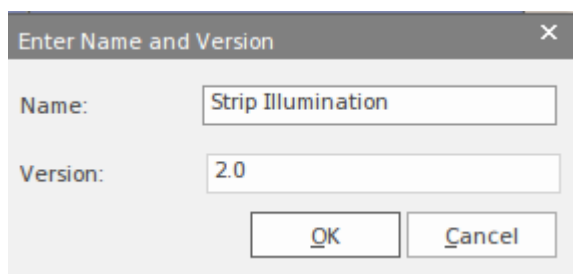 Enter Name and Version
Name: Strip Illumination
Version: 2.0
OK Cancel